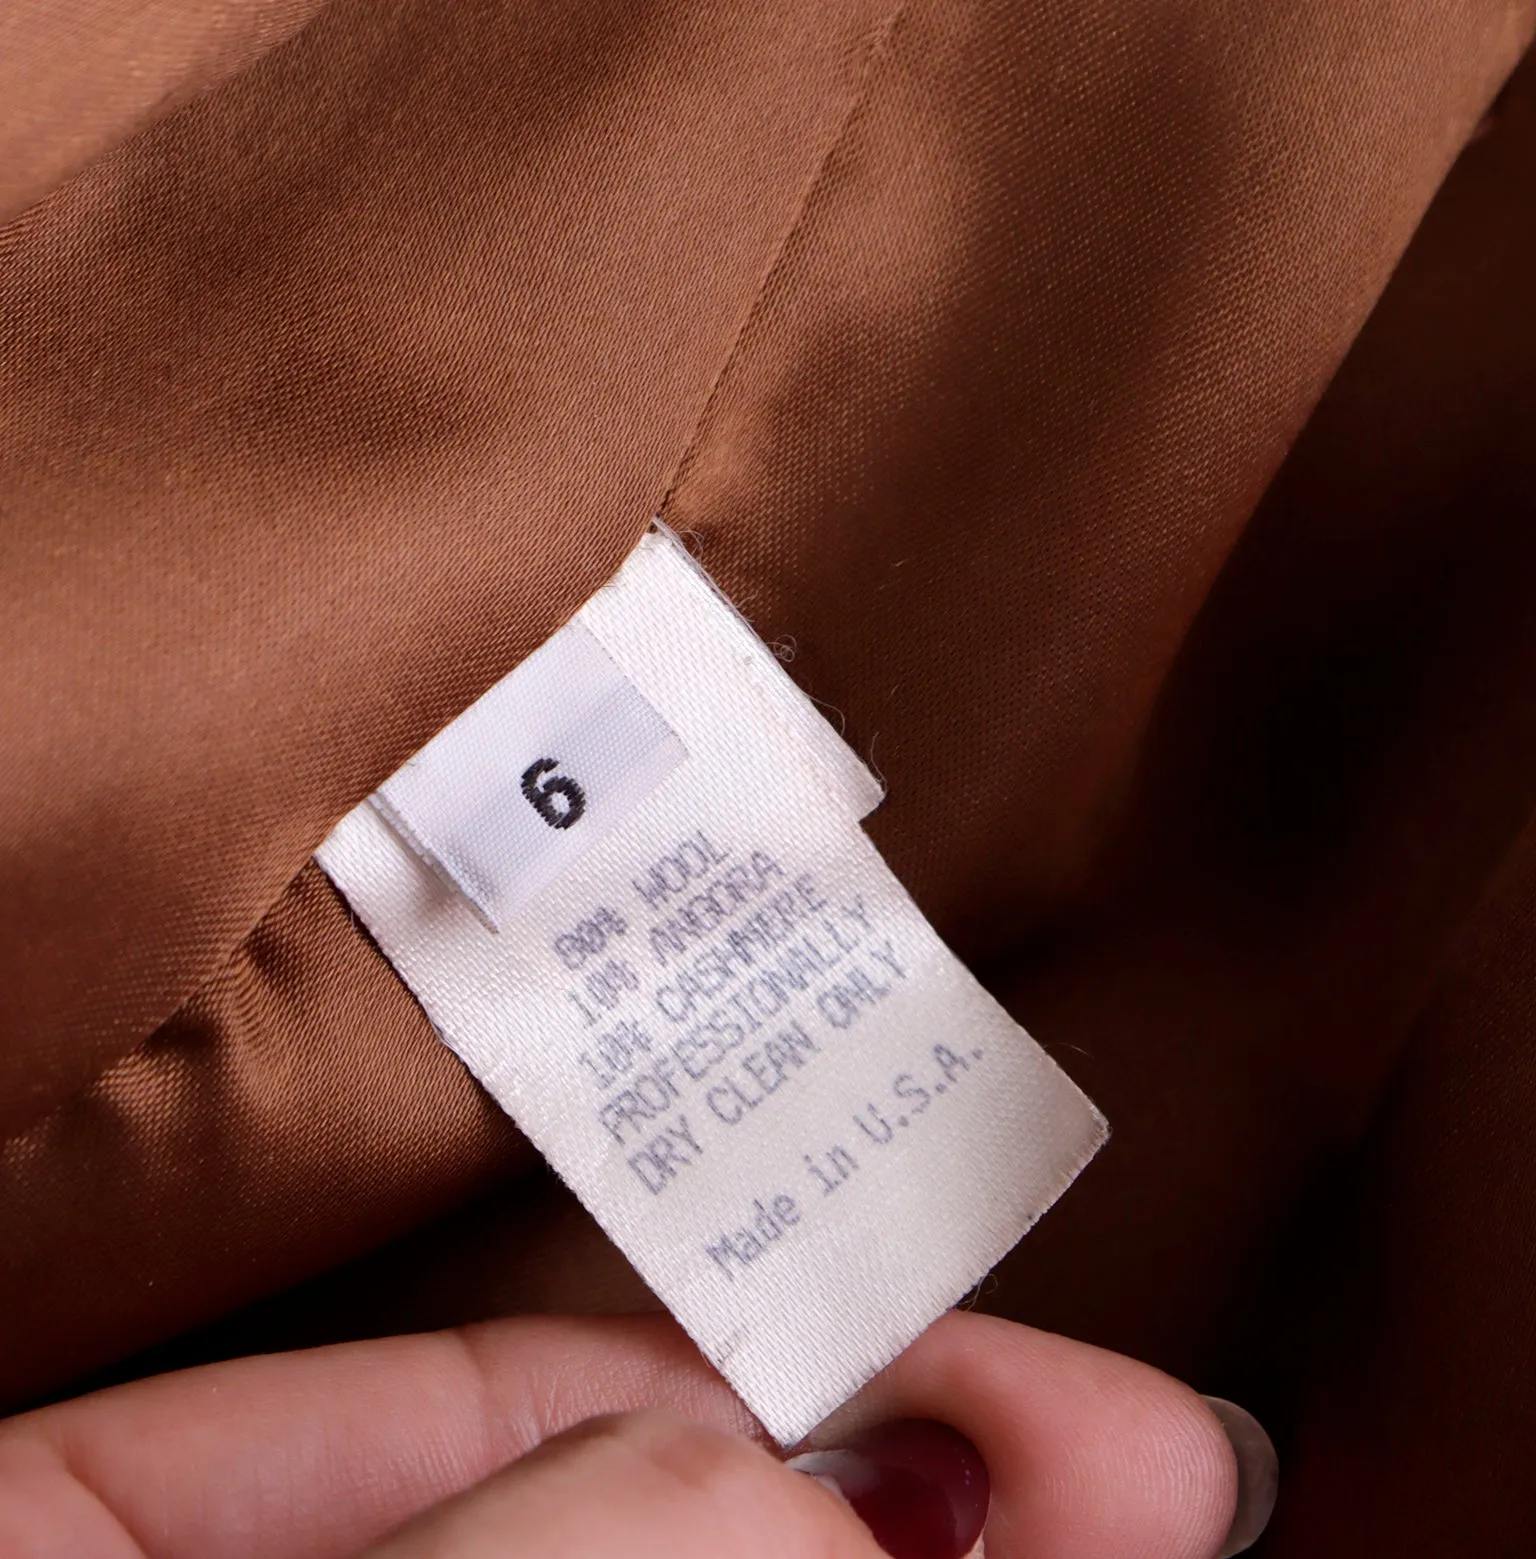 6
80% WOOL
10% ANGORA
10% CASHMERE
PROFESSIONALLY
DRY CLEAN ONLY
Made in U.S.A.